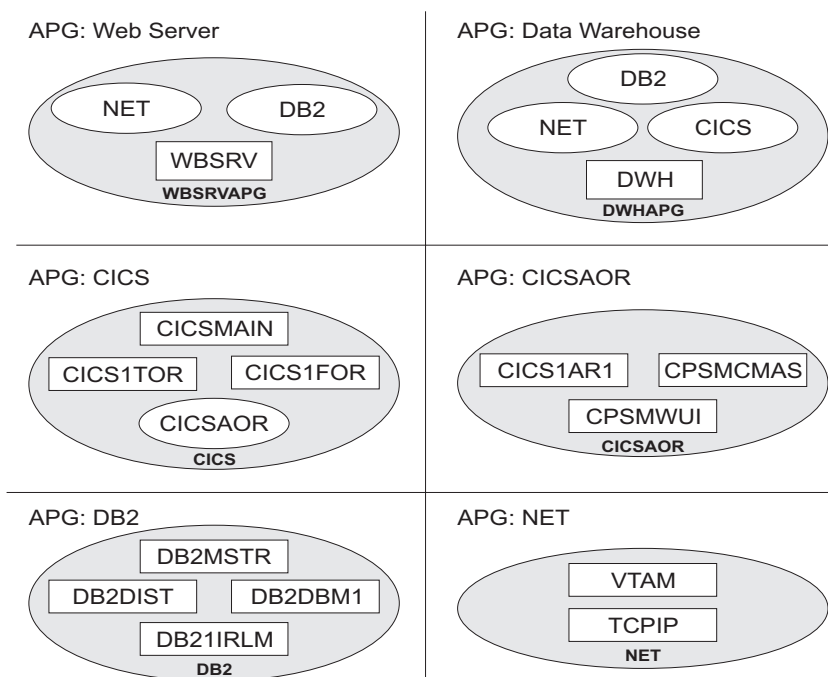 APG: Web Server
NET
DB2
WBSRV
WBSRVAPG
APG: Data Warehouse
DB2
NET
CICS
DWH
DWHAPG
APG: CICS
CICSMAIN
CICS1TOR
CICS1FOR
CICSAOR
CICS
APG: CICSAOR
CICS1AR1
CPSMCMAS
CPSMWUI
CICSAOR
APG: DB2
DB2MSTR
DB2DIST
DB2DBM1
DB21IRLM
DB2
APG: NET
VTAM
TCPIP
NET